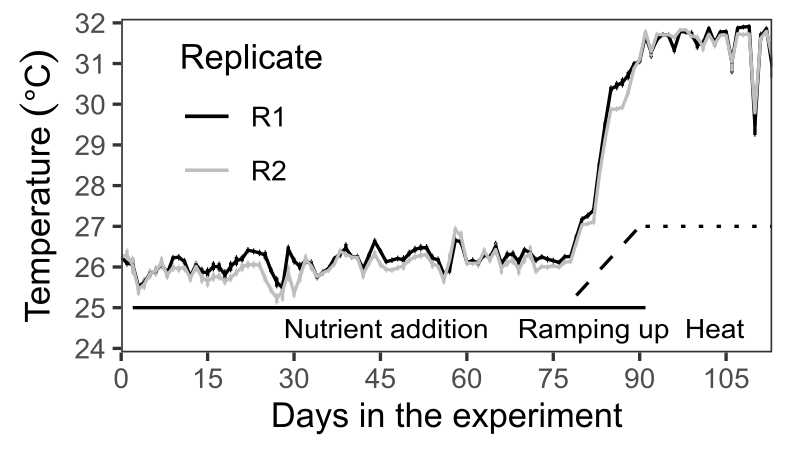 Temperature (°C)
32
31
30
29
28
27
26
25
24
Replicate
R1
R2
Nutrient addition
Ramping up
Heat
0 15 30 45 60 75 90 105
Days in the experiment